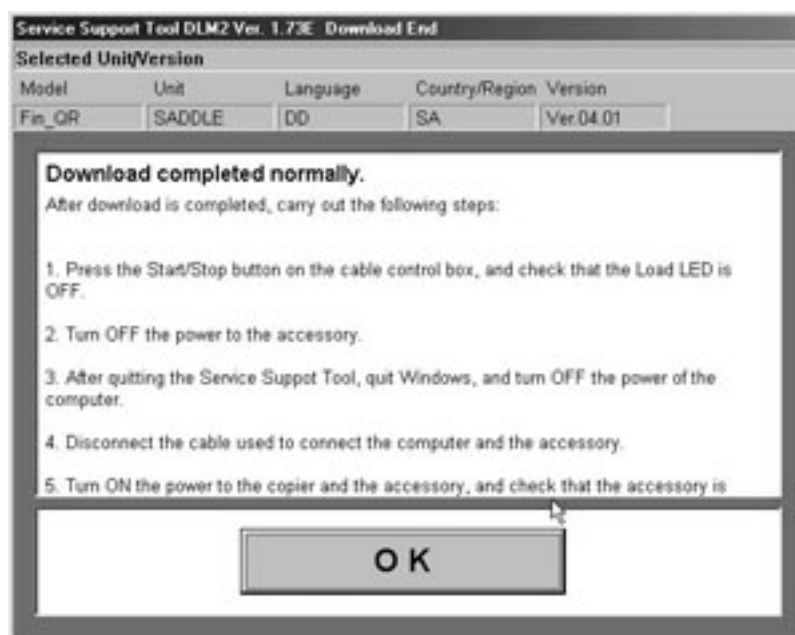 Service Support Tool DLM2 Ver. 1.73E Download End
Selected Unit/Version
Model Unit Language Country/Region Version
Fin_QR SADDLE DD SA Ver.04.01
Download completed normally.
After download is completed, carry out the following steps:
1. Press the Start/Stop button on the cable control box, and check that the Load LED is
OFF.
2. Turn OFF the power to the accessory.
3. After quitting the Service Suppot Tool, quit Windows, and turn OFF the power of the
computer.
4. Disconnect the cable used to connect the computer and the accessory.
5. Turn ON the power to the copier and the accessory, and check that the accessory is
OK